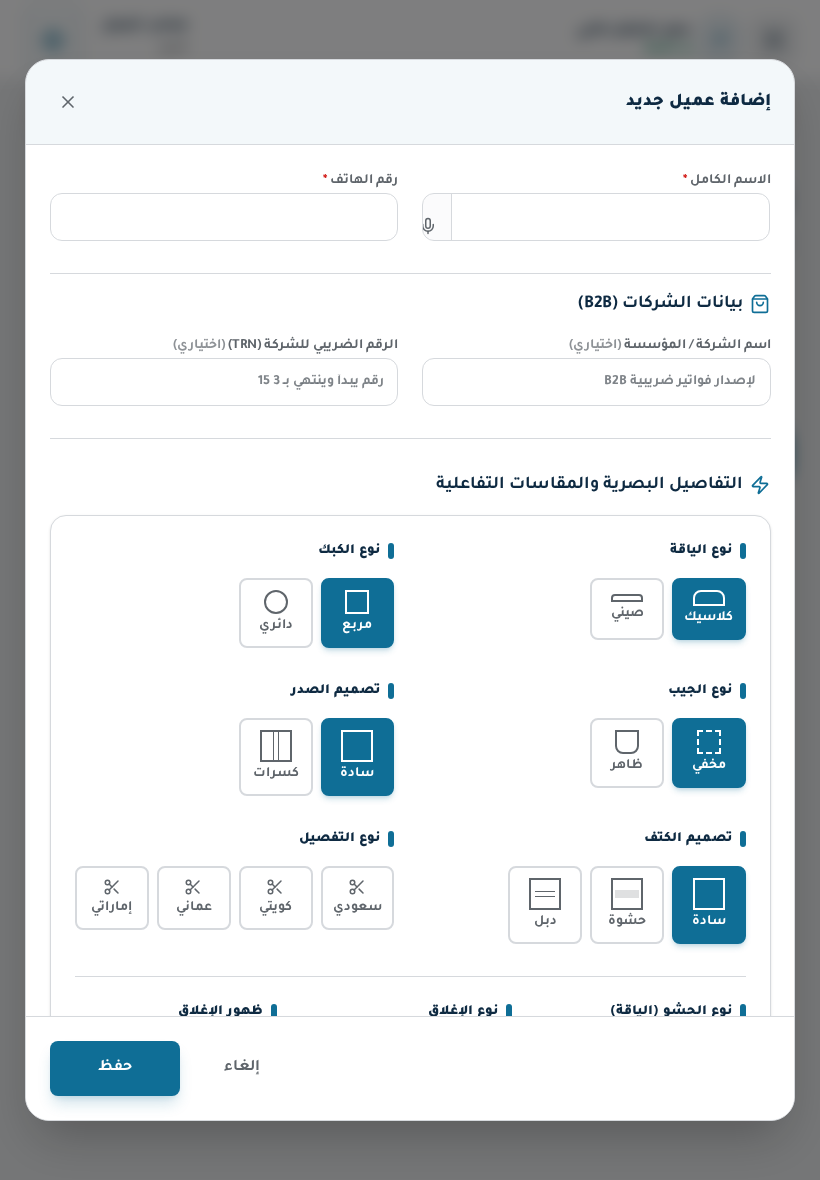 إضافة عميل جديد
الاسم الكامل *
رقم الهاتف *
بيانات الشركات (B2B)
اسم الشركة / المؤسسة (اختياري)
الرقم الضريبي للشركة (TRN) (اختياري)
لإصدار فواتير ضريبية B2B
رقم يبدأ وينتهي بـ 3 15
التفاصيل البصرية والمقاسات التفاعلية
نوع الياقة
كلاسيك
صيني
نوع الكبك
مربع
دائري
نوع الجيب
مخفي
ظاهر
تصميم الصدر
سادة
كسرات
تصميم الكتف
سادة
حشوة
دبل
نوع التفصيل
سعودي
كويتي
عماني
إماراتي
نوع الحشو (الياقة)
نوع الإغلاق
ظهور الإغلاق
إلغاء
حفظ